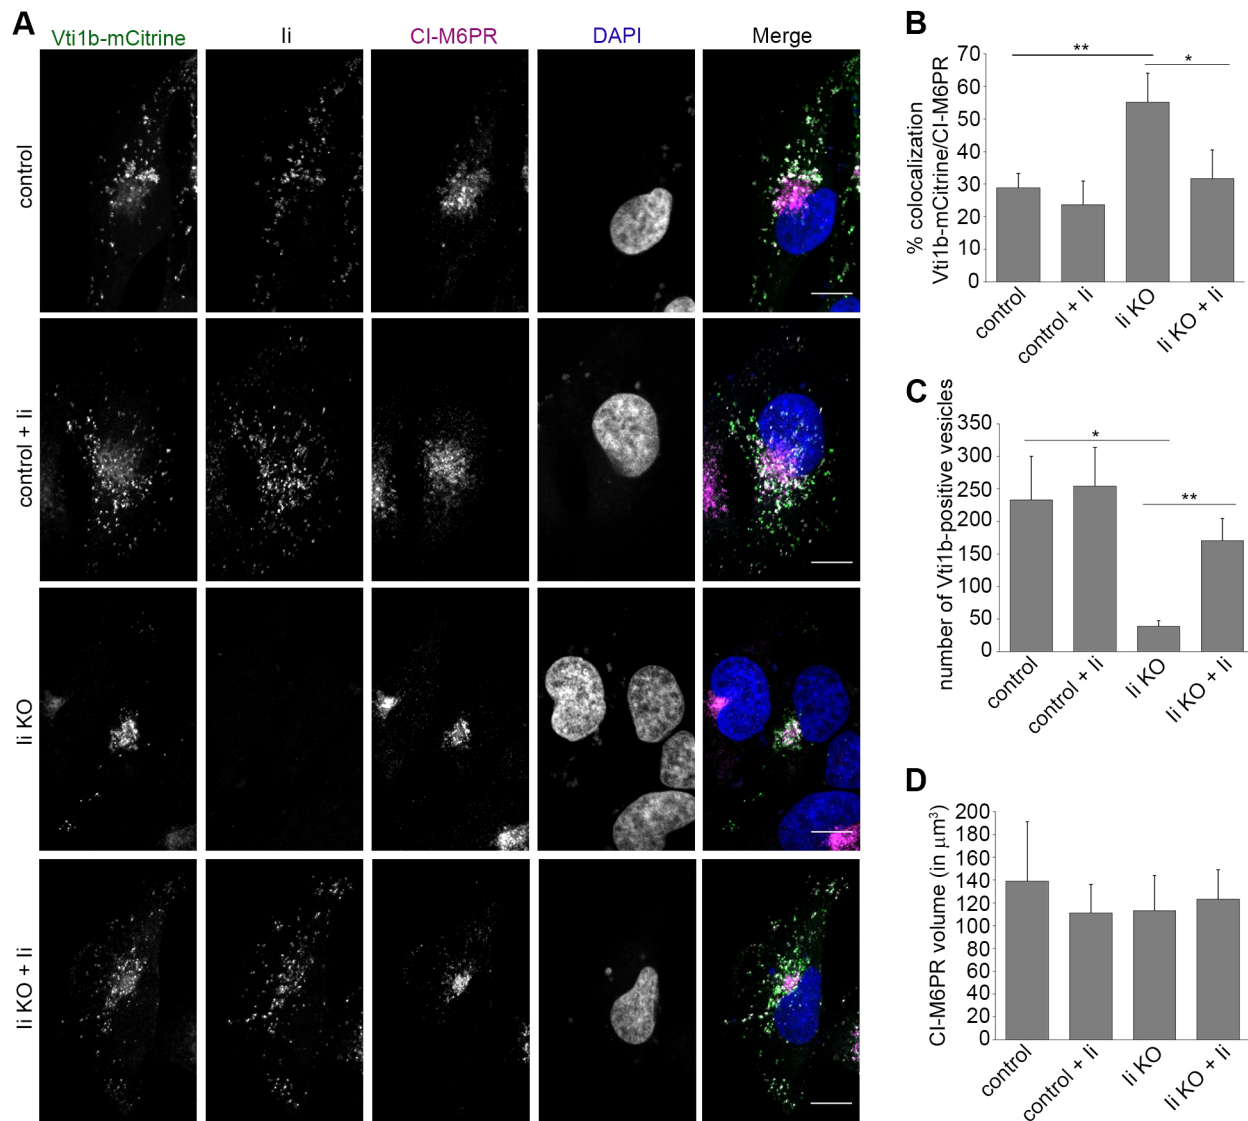 A
Vti1b-mCitrine
Ii
CI-M6PR
DAPI
Merge
control
control + Ii
Ii KO
Ii KO + Ii
B
% colocalization
Vti1b-mCitrine/CI-M6PR
70
60
50
40
30
20
10
0
**
*
control
control + Ii
Ii KO
Ii KO + Ii
C
number of Vti1b-positive vesicles
350
300
250
200
150
100
50
0
*
**
control
control + Ii
Ii KO
Ii KO + Ii
D
CI-M6PR volume (in µm³)
200
180
160
140
120
100
80
60
40
20
0
control
control + Ii
Ii KO
Ii KO + Ii